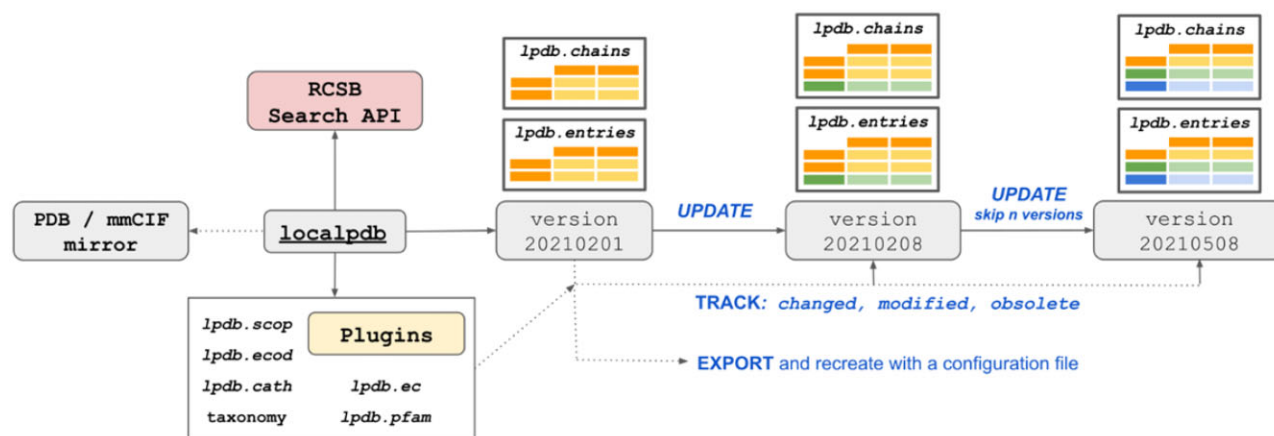 RCSB
Search API
PDB / mmCIF
mirror
localpdb
lpdb.scop
lpdb.ecod
lpdb.cath
taxonomy
Plugins
lpdb.ec
lpdb.pfam
lpdb.chains
lpdb.entries
version
20210201
UPDATE
lpdb.chains
lpdb.entries
version
20210208
UPDATE
skip n versions
lpdb.chains
lpdb.entries
version
20210508
TRACK: changed, modified, obsolete
EXPORT and recreate with a configuration file